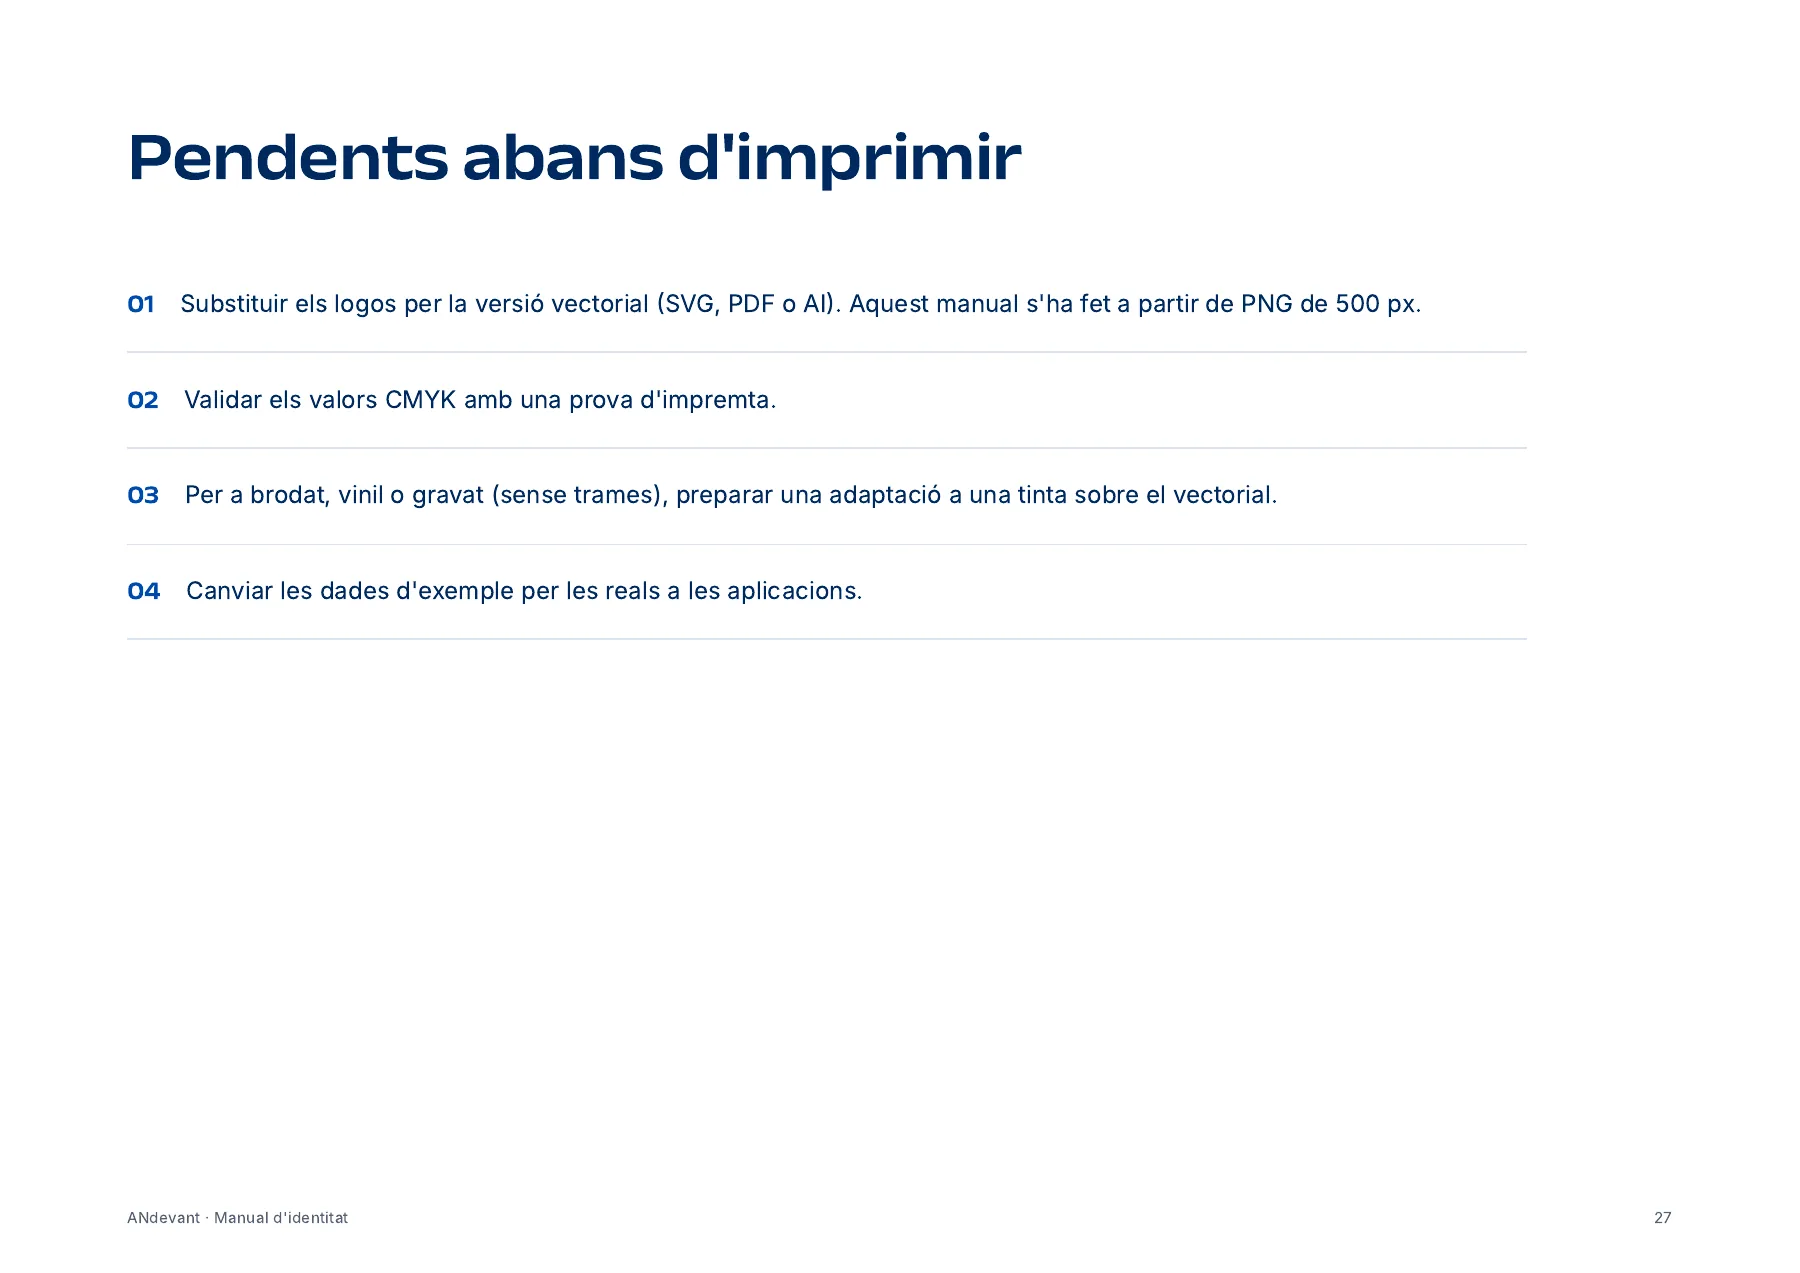 Pendents abans d'imprimir
01 Substituir els logos per la versió vectorial (SVG, PDF o AI). Aquest manual s'ha fet a partir de PNG de 500 px.
02 Validar els valors CMYK amb una prova d'impremta.
03 Per a brodat, vinil o gravat (sense trames), preparar una adaptació a una tinta sobre el vectorial.
04 Canviar les dades d'exemple per les reals a les aplicacions.
ANdevant · Manual d'identitat 27